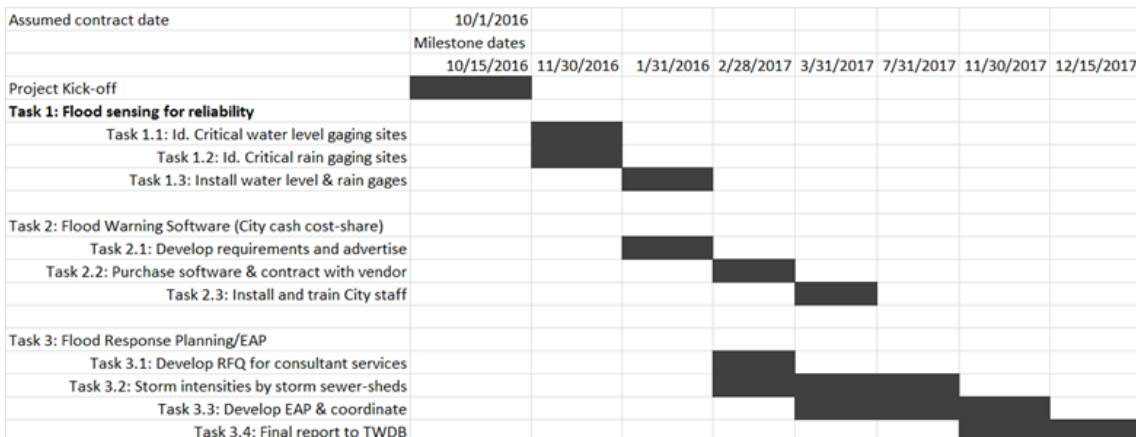 Assumed contract date 10/1/2016
Milestone dates
10/15/2016 11/30/2016 1/31/2016 2/28/2017 3/31/2017 7/31/2017 11/30/2017 12/15/2017
Project Kick-off
Task 1: Flood sensing for reliability
Task 1.1: Id. Critical water level gaging sites
Task 1.2: Id. Critical rain gaging sites
Task 1.3: Install water level & rain gages
Task 2: Flood Warning Software (City cash cost-share)
Task 2.1: Develop requirements and advertise
Task 2.2: Purchase software & contract with vendor
Task 2.3: Install and train City staff
Task 3: Flood Response Planning/EAP
Task 3.1: Develop RFQ for consultant services
Task 3.2: Storm intensities by storm sewer-sheds
Task 3.3: Develop EAP & coordinate
Task 3.4: Final report to TWDB